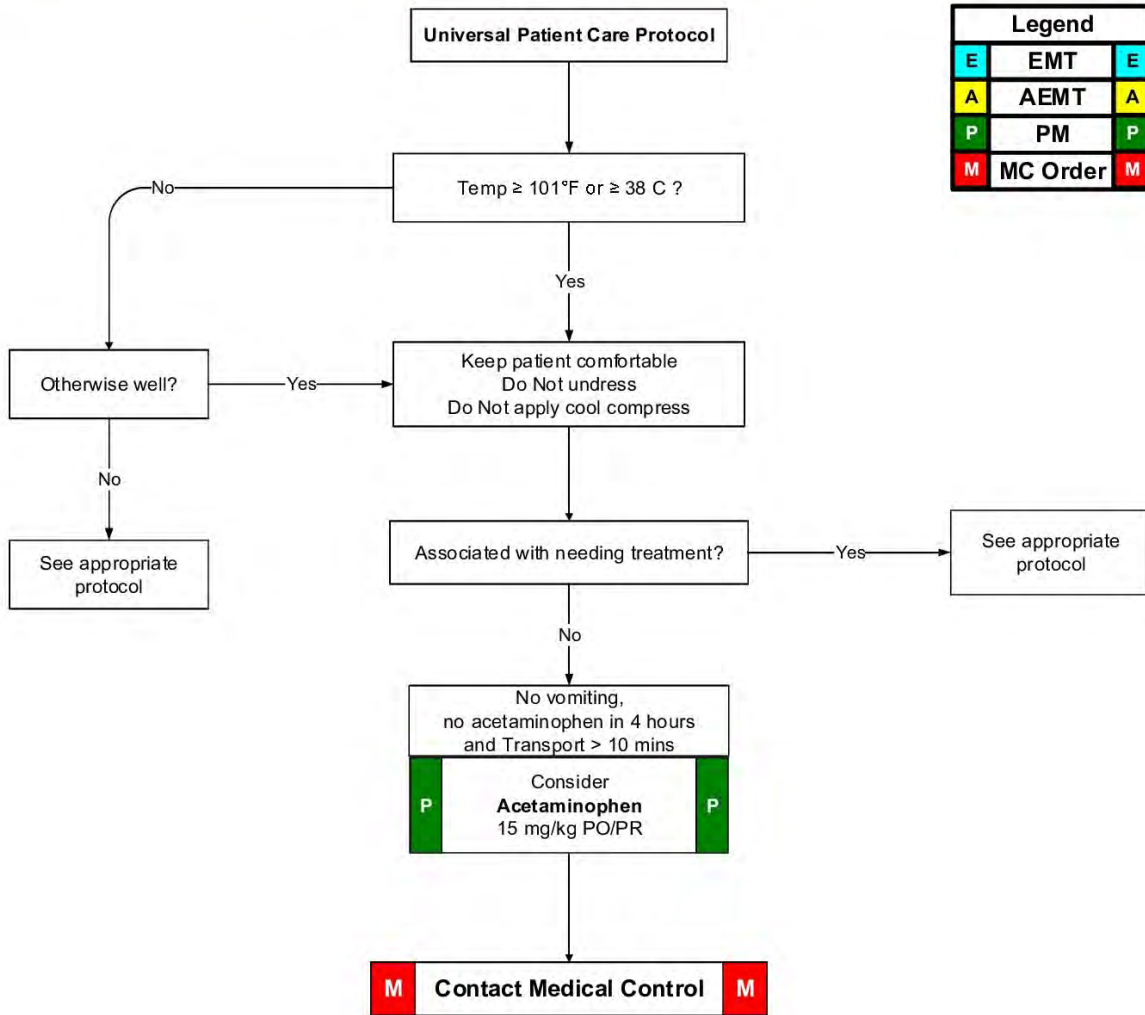 Universal Patient Care Protocol
Legend
E EMT E
A AEMT A
P PM P
M MC Order M
Temp ≥ 101°F or ≥ 38 C ?
No
Yes
Otherwise well?
Yes
Keep patient comfortable
Do Not undress
Do Not apply cool compress
No
See appropriate
protocol
Associated with needing treatment?
Yes
See appropriate
protocol
No
No vomiting,
no acetaminophen in 4 hours
and Transport > 10 mins
Consider
P Acetaminophen P
15 mg/kg PO/PR
M Contact Medical Control M